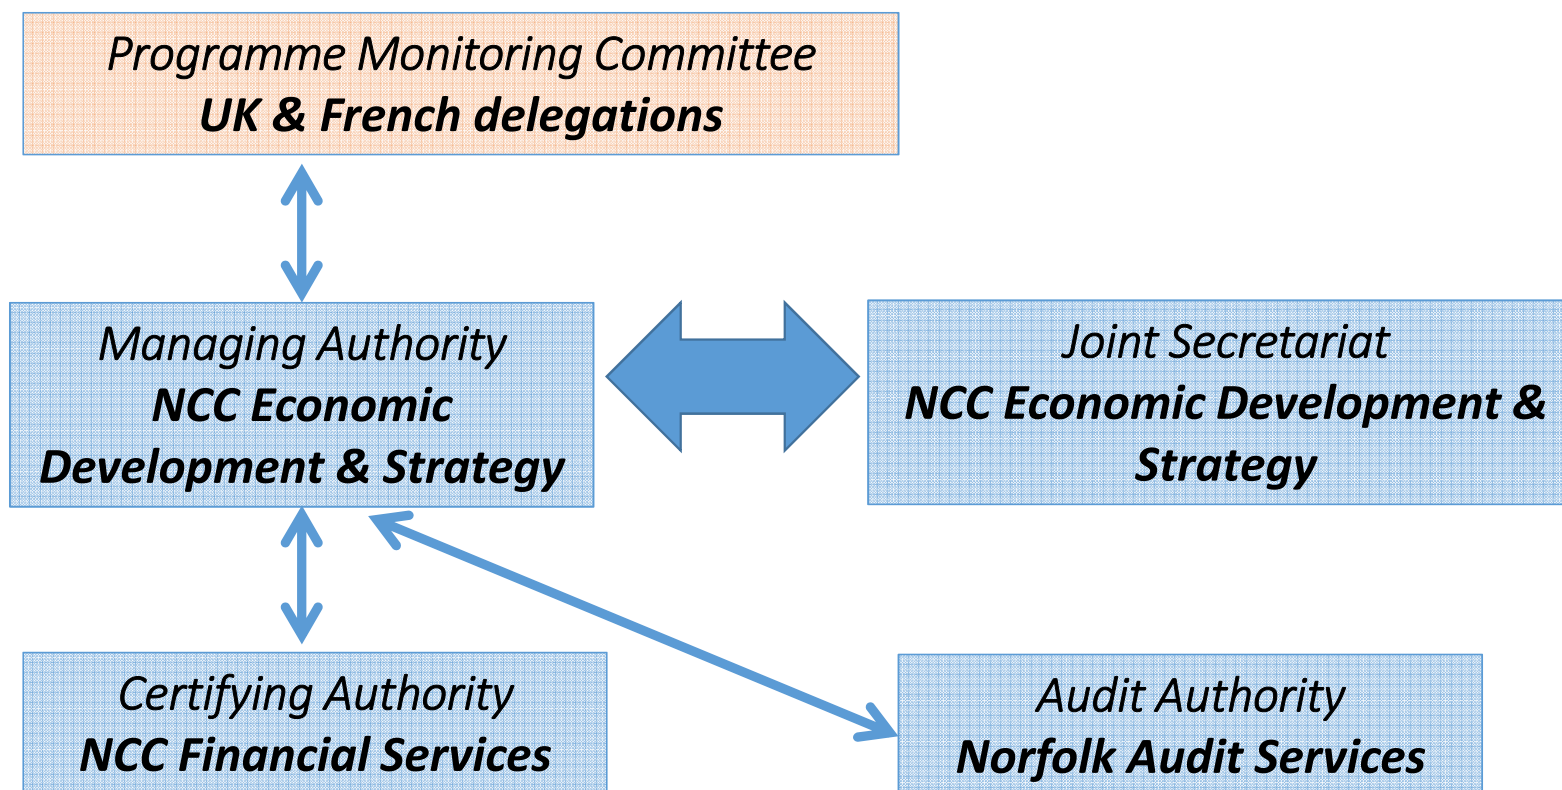 Programme Monitoring Committee
UK & French delegations
Managing Authority
NCC Economic
Development & Strategy
Joint Secretariat
NCC Economic Development &
Strategy
Certifying Authority
NCC Financial Services
Audit Authority
Norfolk Audit Services